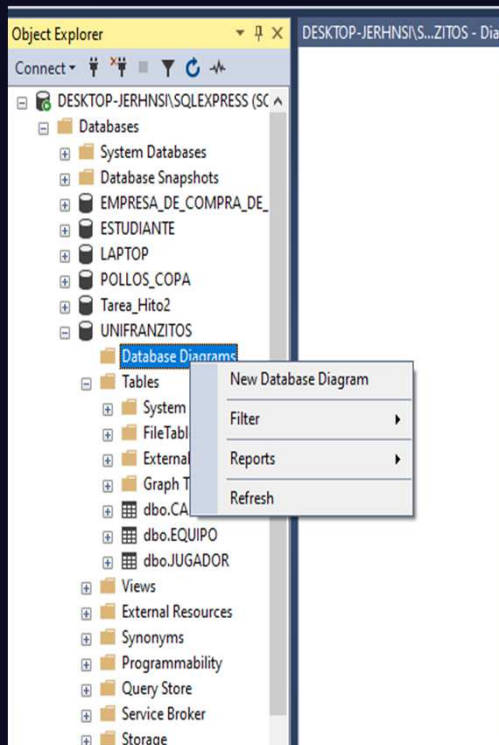 Object Explorer
DESKTOP-JERHNSI\S...ZITOS - Dia
Connect
DESKTOP-JERHNSI\SQLEXPRESS (SC
Databases
System Databases
Database Snapshots
EMPRESA_DE_COMPRA_DE_
ESTUDIANTE
LAPTOP
POLLOS_COPA
Tarea_Hito2
UNIFRANZITOS
Database Diagrams
Tables
System
FileTabl
External
Graph T
dbo.CA
dbo.EQUIPO
dbo.JUGADOR
Views
External Resources
Synonyms
Programmability
Query Store
Service Broker
Storage
New Database Diagram
Filter
Reports
Refresh